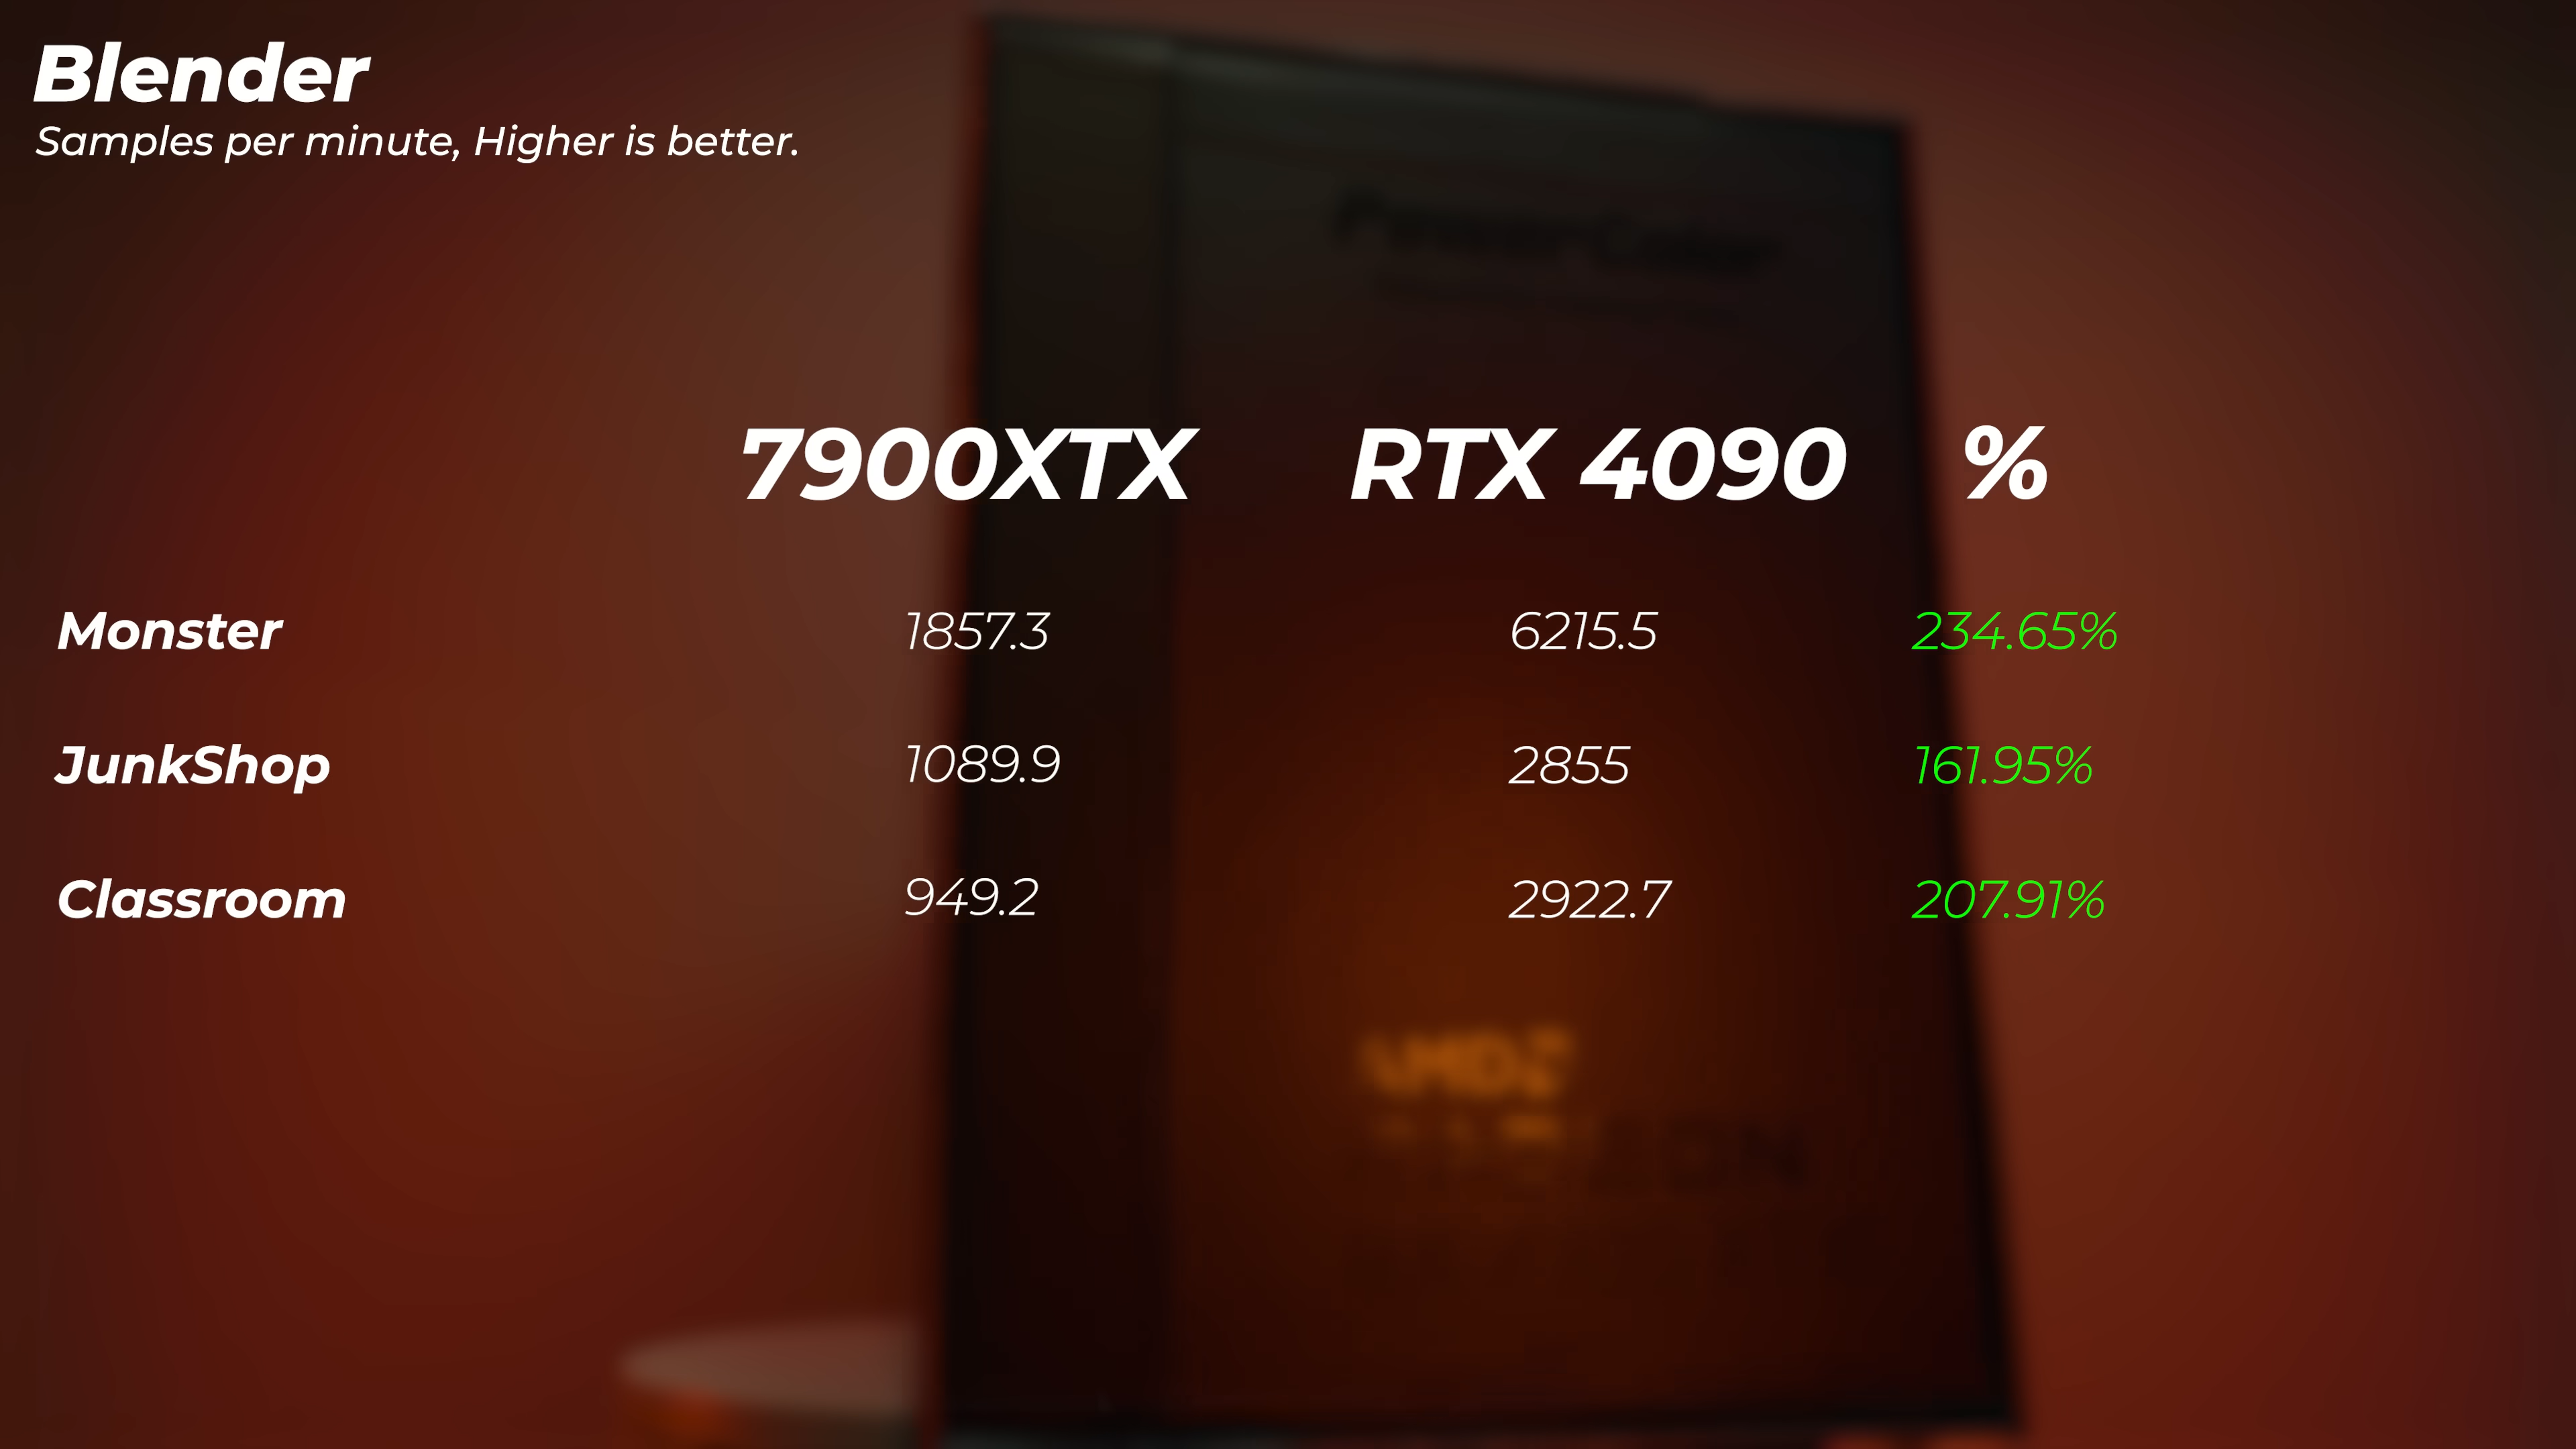 Blender
Samples per minute, Higher is better.
7900XTX RTX 4090 %
Monster 1857.3 6215.5 234.65%
JunkShop 1089.9 2855 161.95%
Classroom 949.2 2922.7 207.91%
AMD